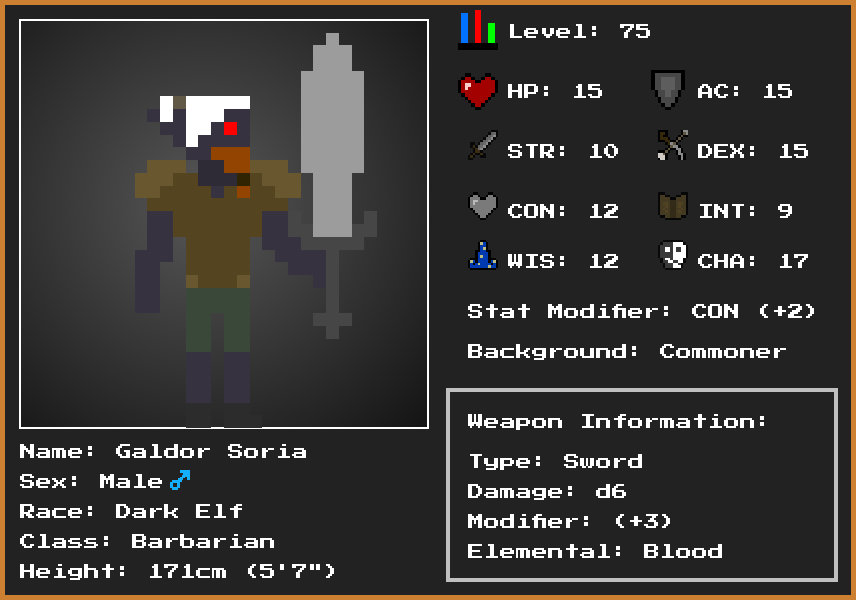 Level: 75
HP: 15
AC: 15
STR: 10
DEX: 15
CON: 12
INT: 9
WIS: 12
CHA: 17
Stat Modifier: CON (+2)
Background: Commoner
Weapon Information:
Type: Sword
Damage: d6
Modifier: (+3)
Elemental: Blood
Name: Galdor Soria
Sex: Male♂
Race: Dark Elf
Class: Barbarian
Height: 171cm (5'7")